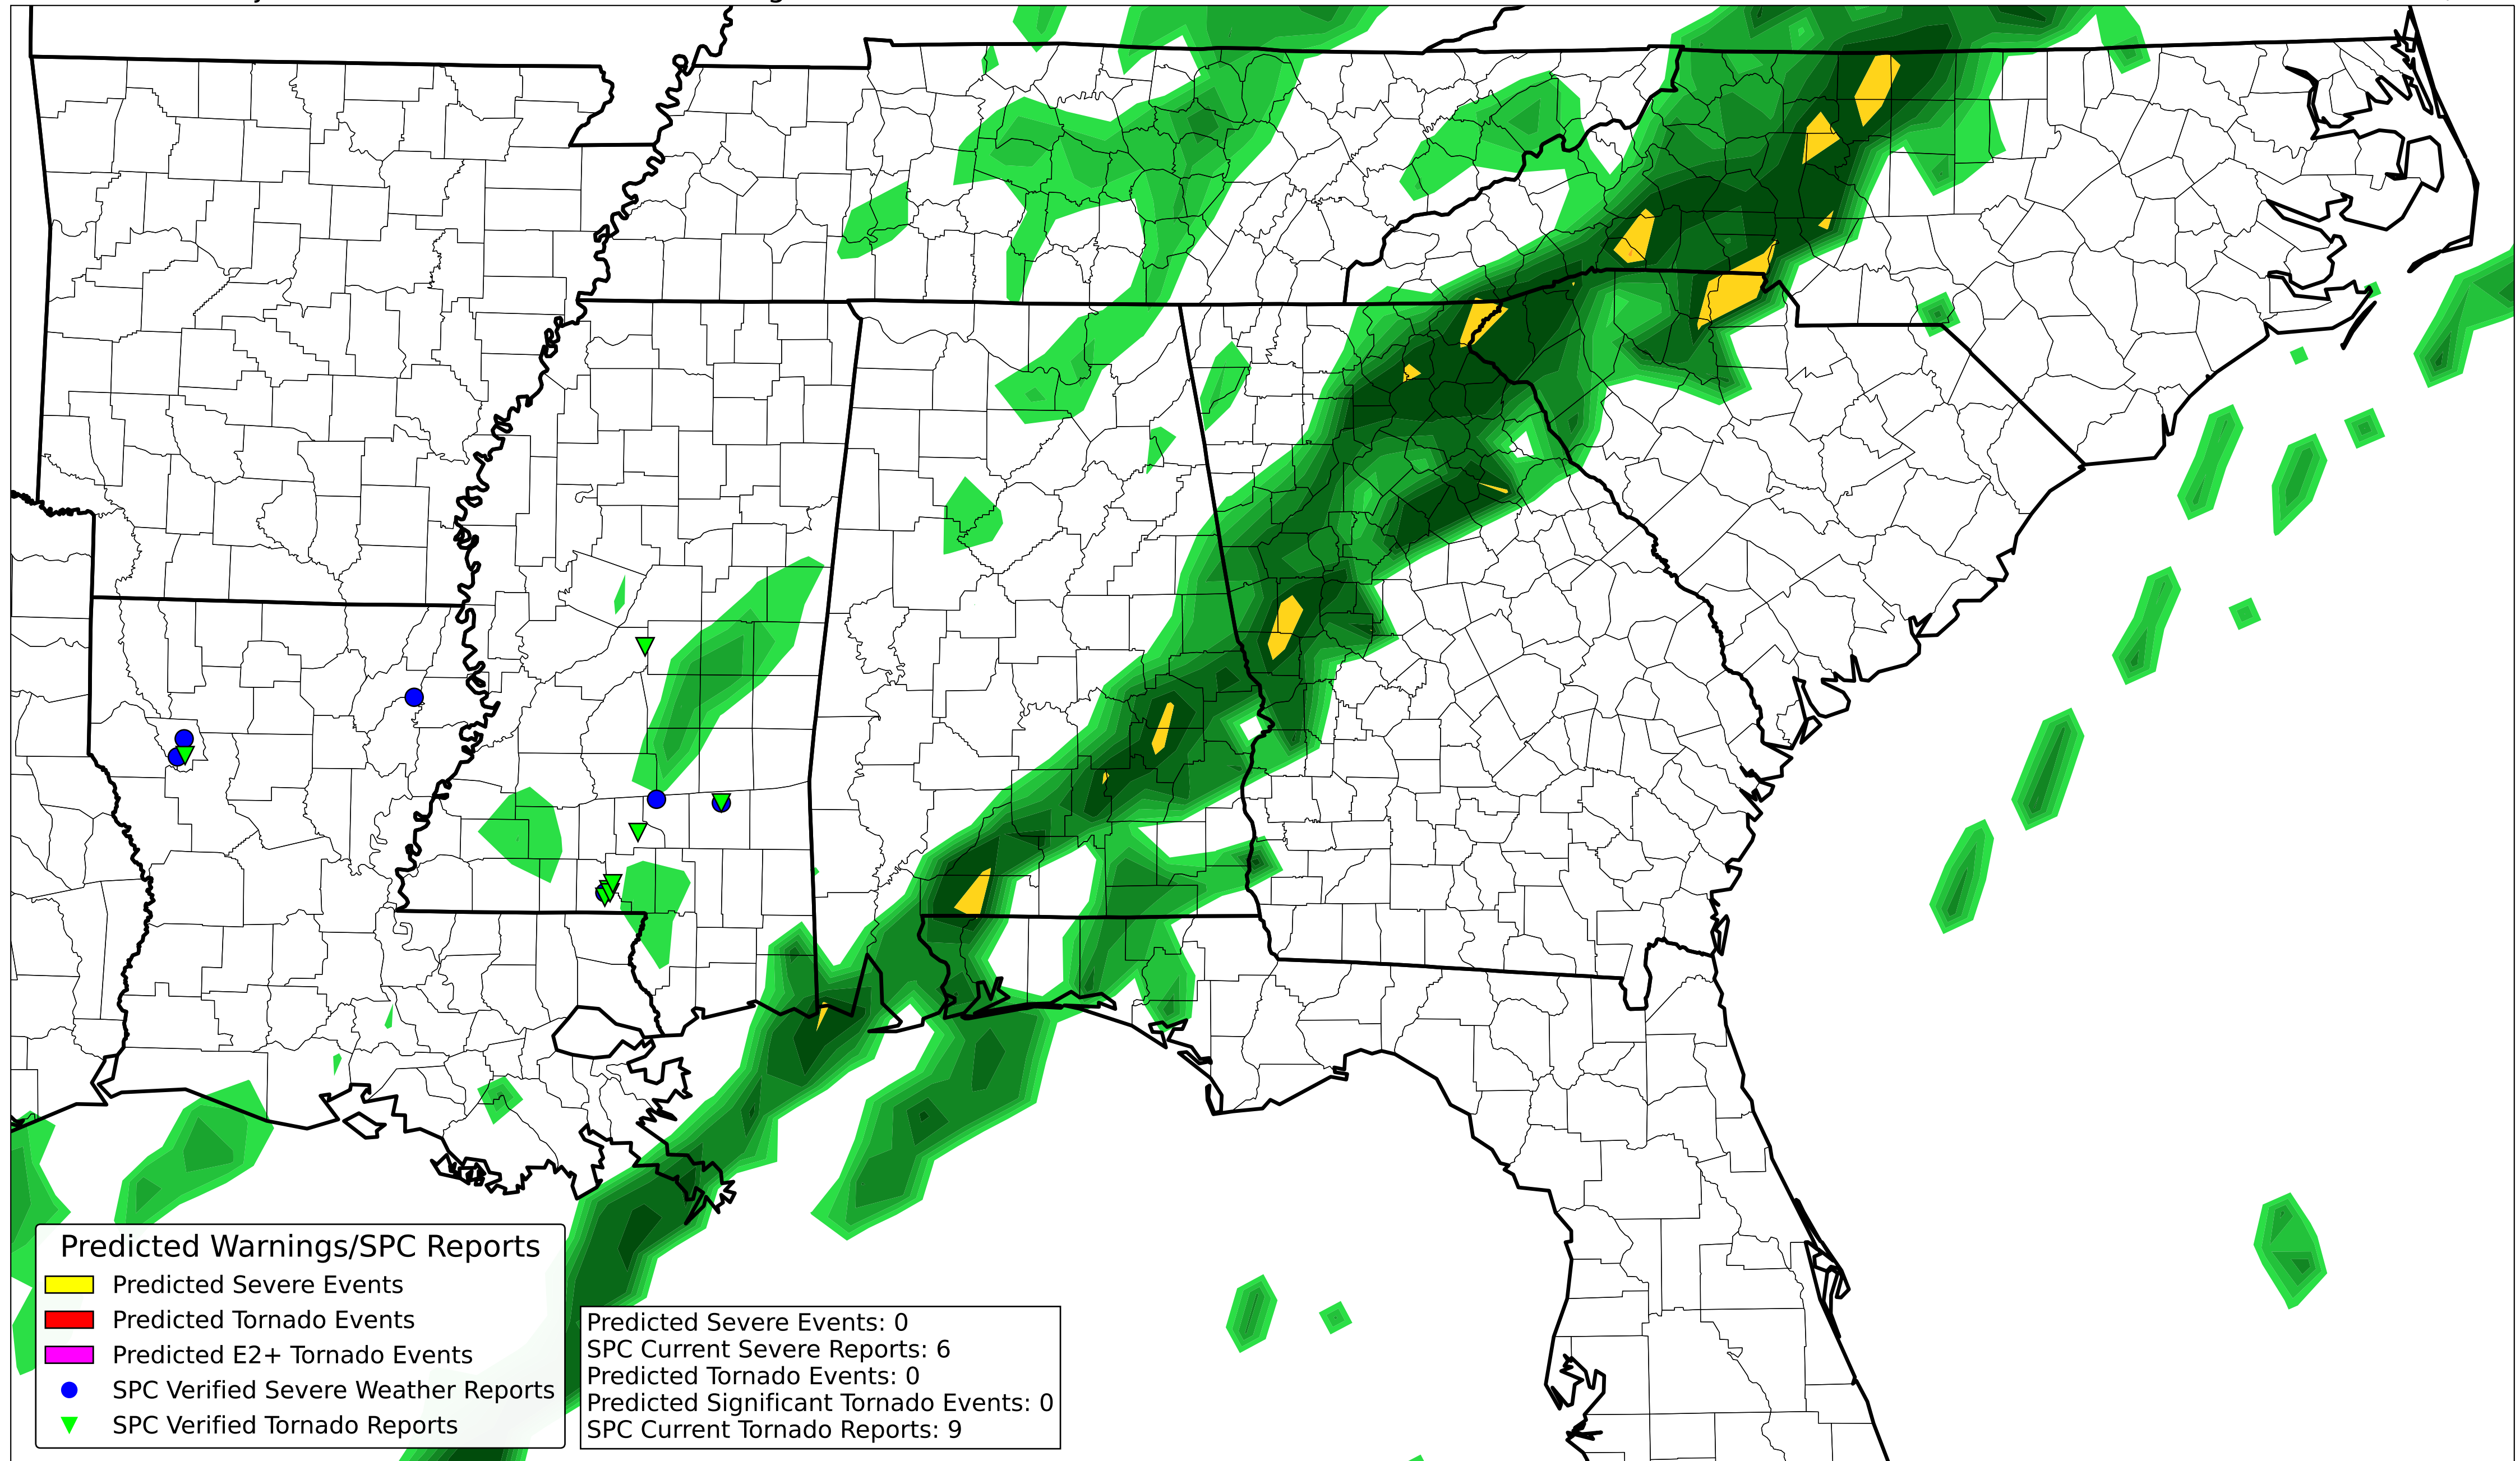 Predicted Warnings/SPC Reports
Predicted Severe Events
Predicted Tornado Events
Predicted E2+ Tornado Events
SPC Verified Severe Weather Reports
SPC Verified Tornado Reports
Predicted Severe Events: 0
SPC Current Severe Reports: 6
Predicted Tornado Events: 0
Predicted Significant Tornado Events: 0
SPC Current Tornado Reports: 9